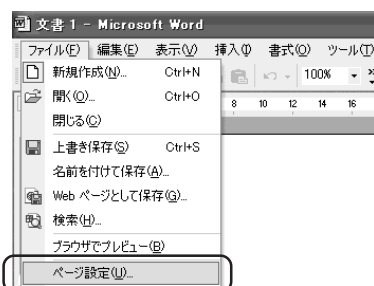 文書 1 - Microsoft Word
ファイル(F) 編集(E) 表示(V) 挿入(I) 書式(O) ツール(T)
新規作成(N)... Ctrl+N
100%
開く(O)... Ctrl+O
8 10 12 14 16
閉じる(C)
上書き保存(S) Ctrl+S
名前を付けて保存(A)...
Web ページとして保存(G)...
検索(H)...
ブラウザでプレビュー(B)
ページ設定(U)...